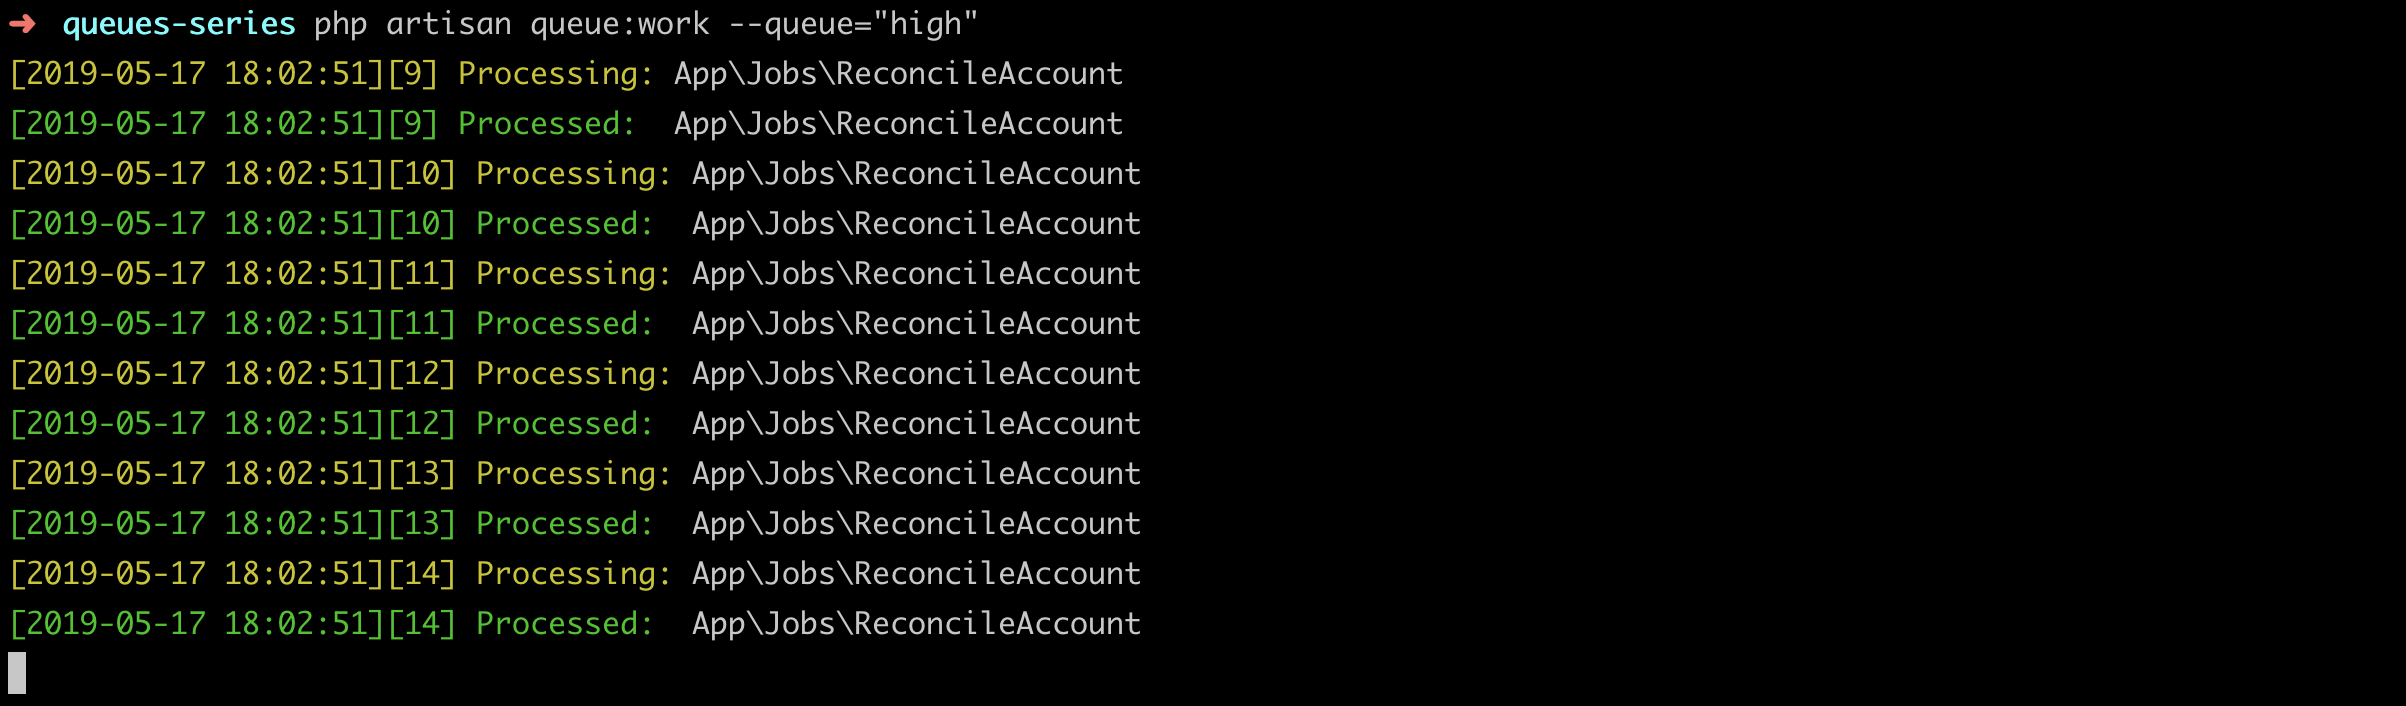 ➜ queues-series php artisan queue:work --queue="high"
[2019-05-17 18:02:51][9] Processing: App\Jobs\ReconcileAccount
[2019-05-17 18:02:51][9] Processed:  App\Jobs\ReconcileAccount
[2019-05-17 18:02:51][10] Processing: App\Jobs\ReconcileAccount
[2019-05-17 18:02:51][10] Processed:  App\Jobs\ReconcileAccount
[2019-05-17 18:02:51][11] Processing: App\Jobs\ReconcileAccount
[2019-05-17 18:02:51][11] Processed:  App\Jobs\ReconcileAccount
[2019-05-17 18:02:51][12] Processing: App\Jobs\ReconcileAccount
[2019-05-17 18:02:51][12] Processed:  App\Jobs\ReconcileAccount
[2019-05-17 18:02:51][13] Processing: App\Jobs\ReconcileAccount
[2019-05-17 18:02:51][13] Processed:  App\Jobs\ReconcileAccount
[2019-05-17 18:02:51][14] Processing: App\Jobs\ReconcileAccount
[2019-05-17 18:02:51][14] Processed:  App\Jobs\ReconcileAccount